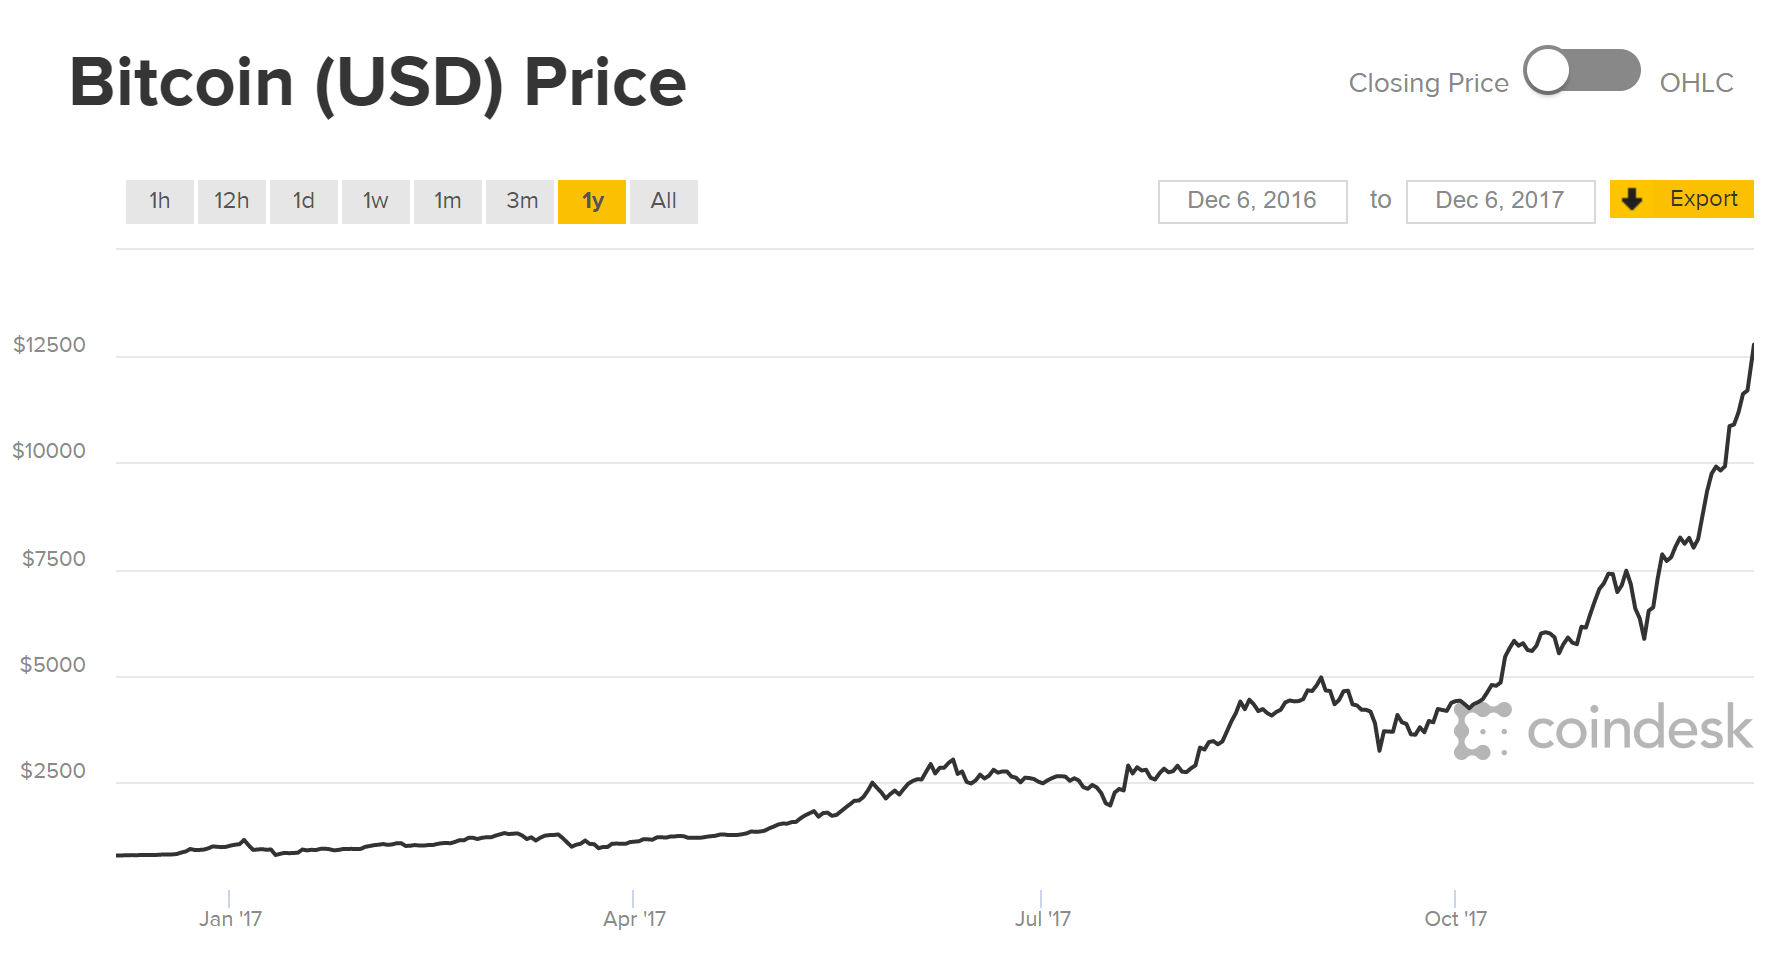 Bitcoin (USD) Price
Closing Price OHLC
1h 12h 1d 1w 1m 3m 1y All
Dec 6, 2016 to Dec 6, 2017 Export
$12500
$10000
$7500
$5000
$2500
coindesk
Jan '17 Apr '17 Jul '17 Oct '17